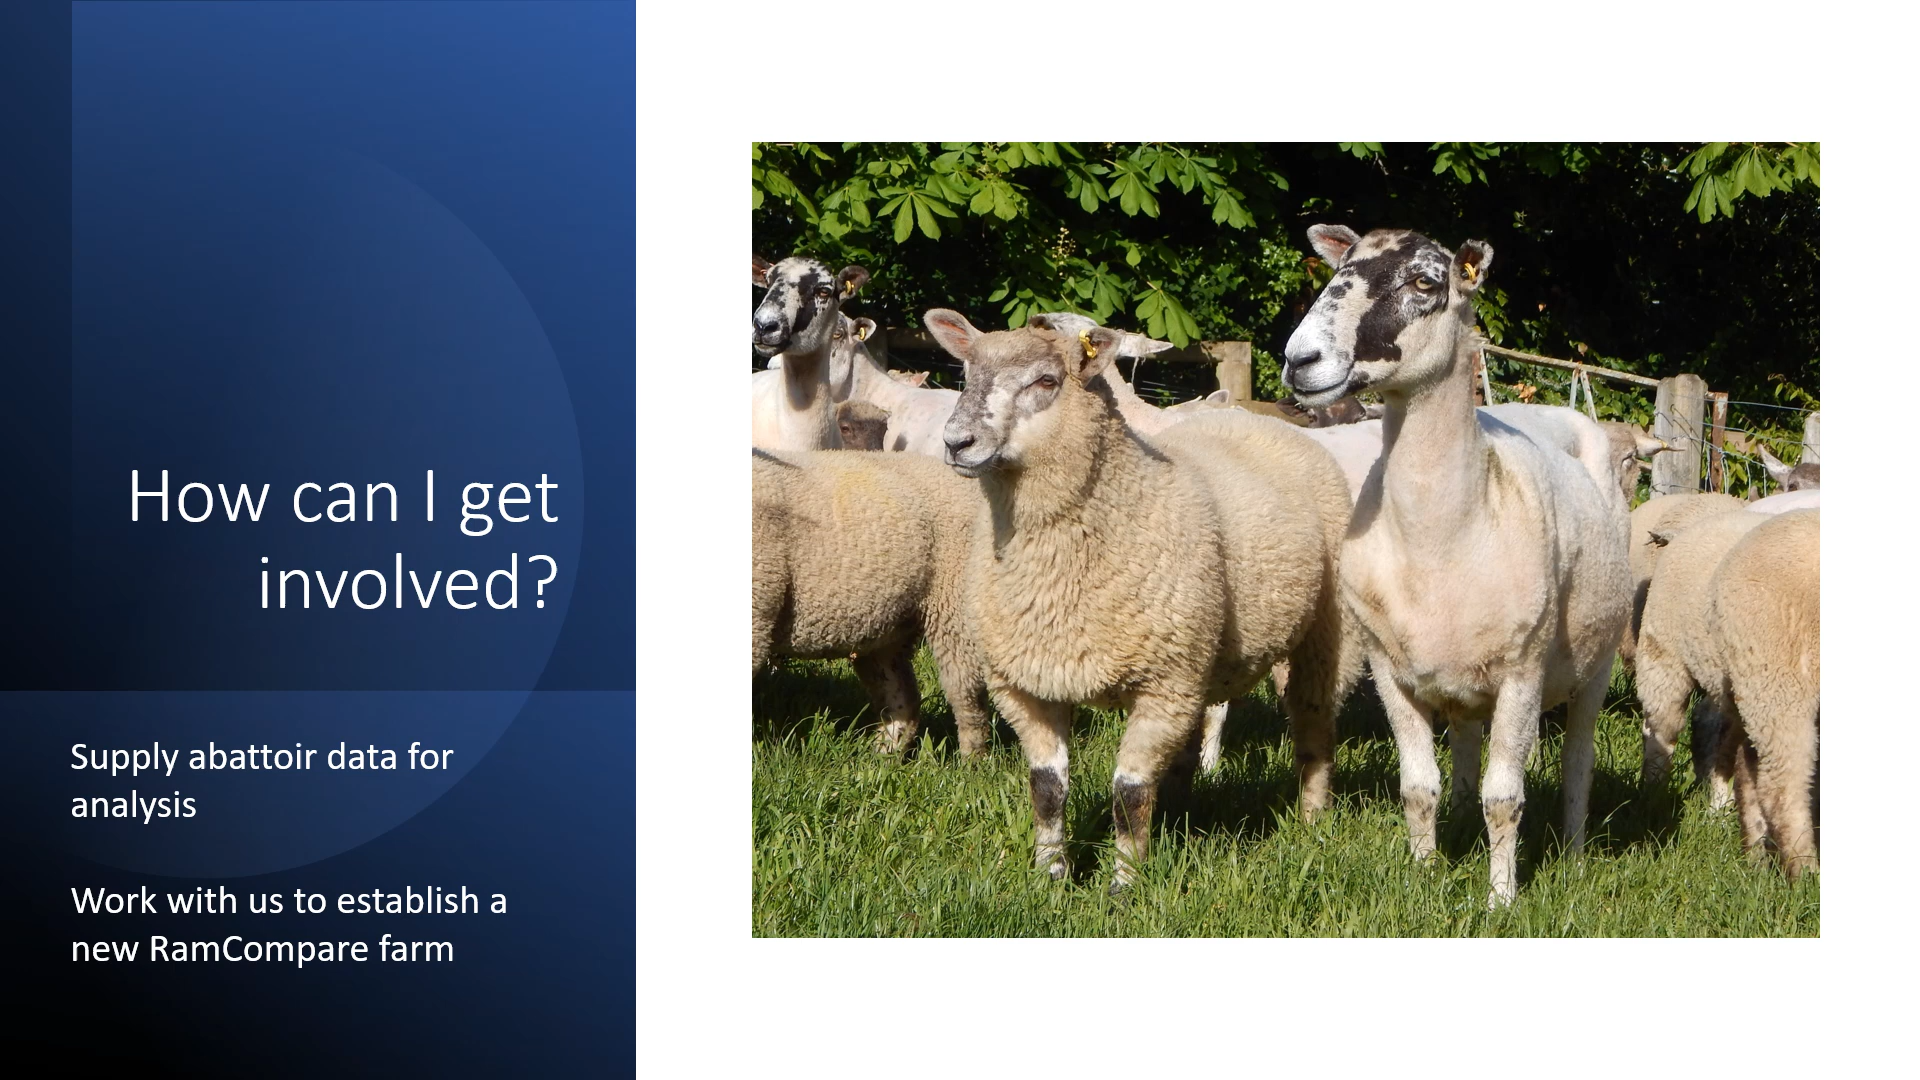 How can I get
involved?
Supply abattoir data for
analysis
Work with us to establish a
new RamCompare farm